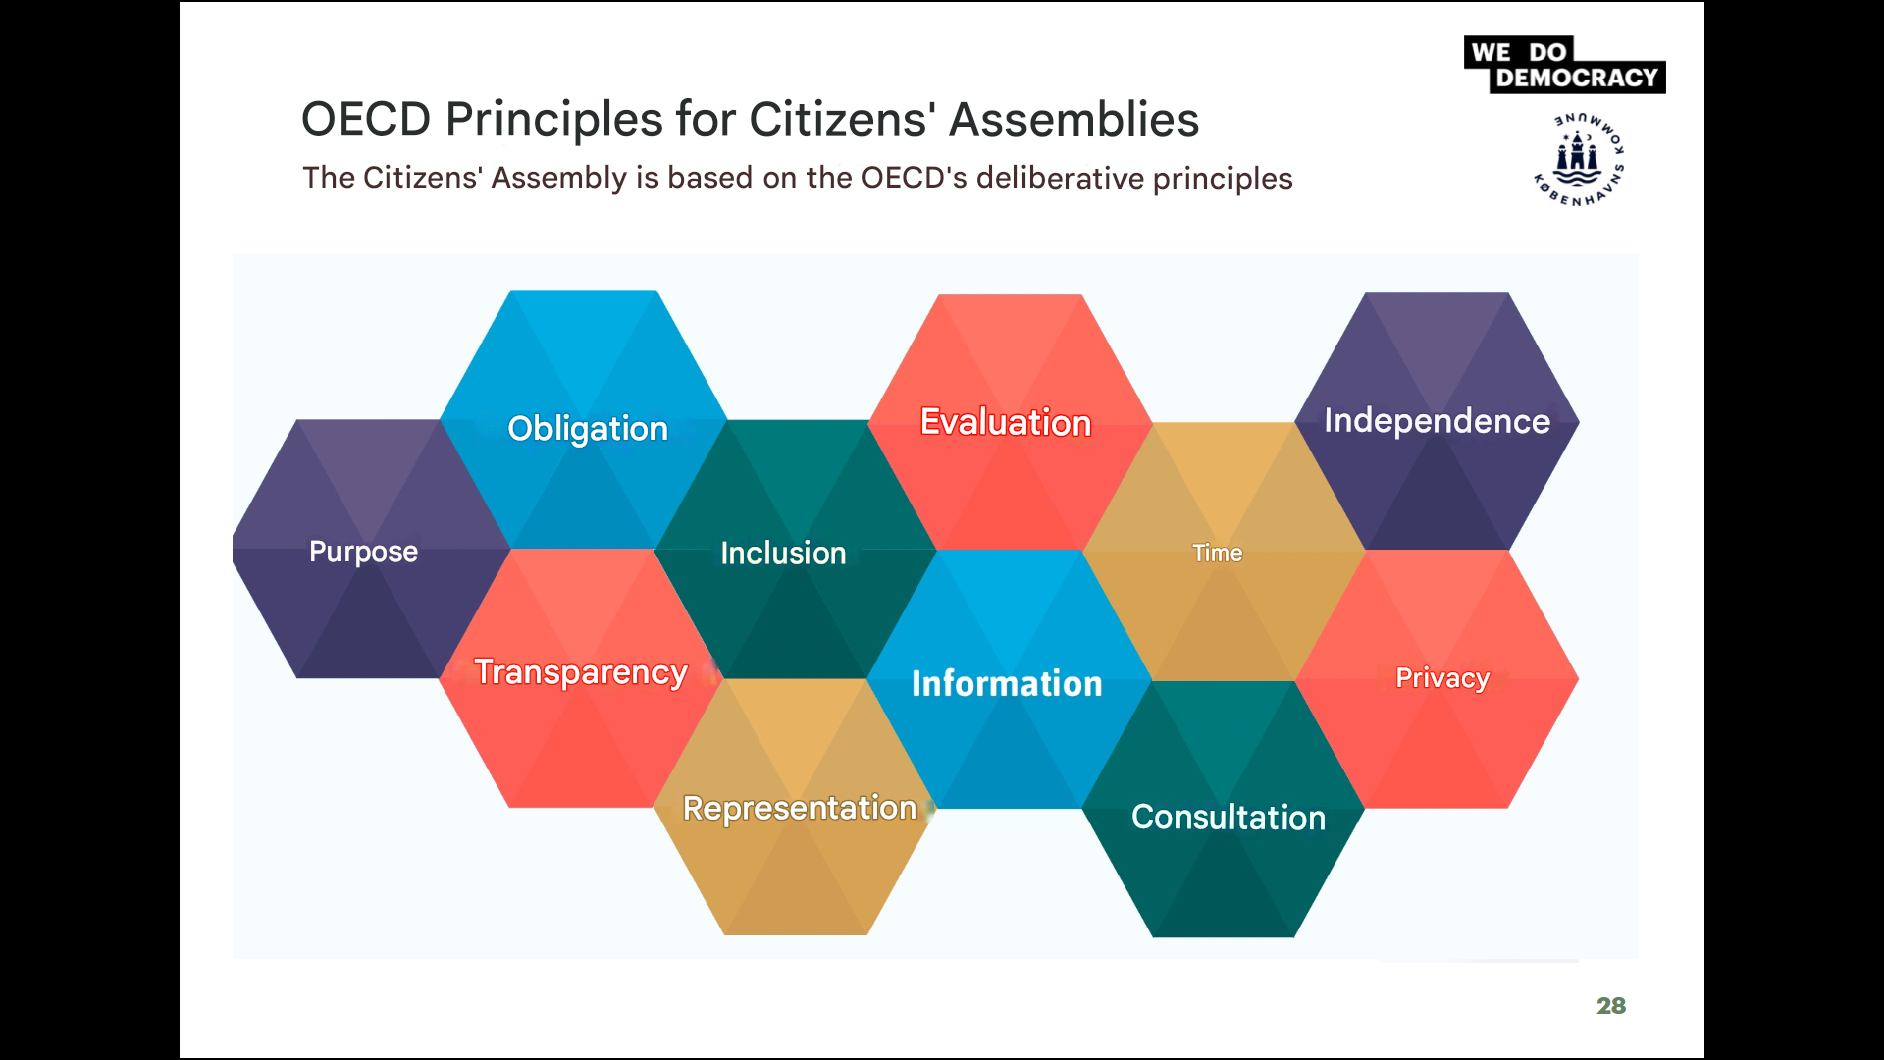 WE DO
DEMOCRACY
OECD Principles for Citizens' Assemblies
The Citizens' Assembly is based on the OECD's deliberative principles
KØBENHAVNS KOMMUNE
Obligation
Evaluation
Independence
Purpose
Inclusion
Time
Transparency
Information
Privacy
Representation
Consultation
28